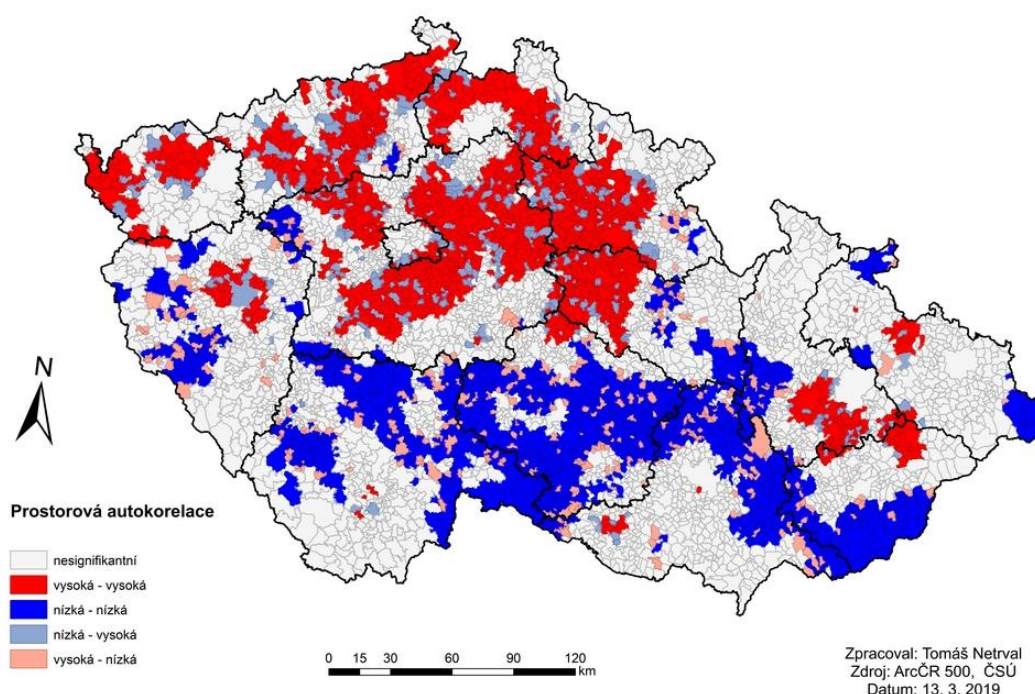 N
Prostorová autokorelace
nesignifikantní
vysoká - vysoká
nízká - nízká
nízká - vysoká
vysoká - nízká
0 15 30 60 90 120
km
Zpracoval: Tomáš Netrval
Zdroj: ArcČR 500, ČSÚ
Datum: 13. 3. 2019